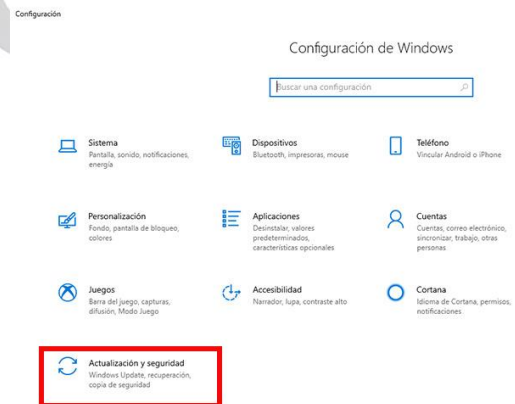 Configuración
Configuración de Windows
Buscar una configuración
Sistema
Pantalla, sonido, notificaciones,
energía
Dispositivos
Bluetooth, impresoras, mouse
Teléfono
Vincular Android o iPhone
Personalización
Fondo, pantalla de bloqueo,
colores
Aplicaciones
Desinstalar, valores
predeterminados,
características opcionales
Cuentas
Cuentas, correo electrónico,
sincronizar, trabajo, otras
personas
Juegos
Barra del juego, capturas,
difusión, Modo Juego
Accesibilidad
Narrador, lupa, contraste alto
Cortana
Idioma de Cortana, permisos,
notificaciones
Actualización y seguridad
Windows Update, recuperación,
copia de seguridad